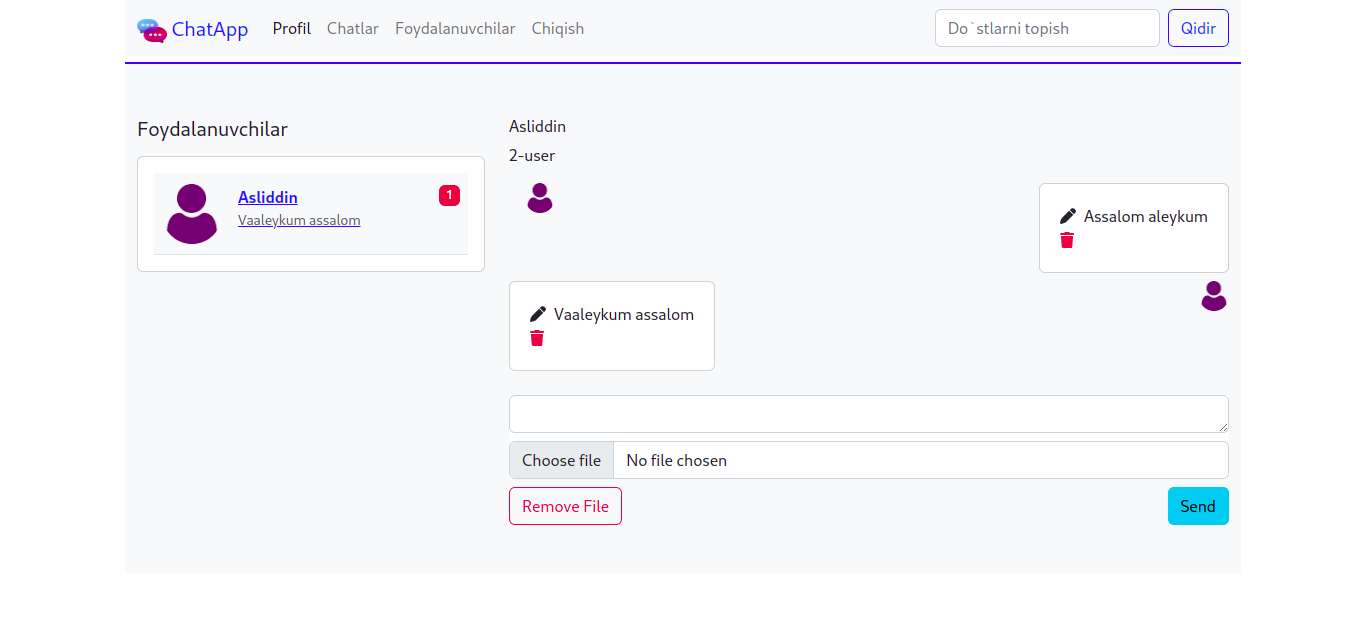 ChatApp Profil Chatlar Foydalanuvchilar Chiqish Do`stlarni topish Qidir
Foydalanuvchilar
Asliddin 1
Vaaleykum assalom
Asliddin
2-user
Assalom aleykum
Vaaleykum assalom
Choose file No file chosen
Remove File Send